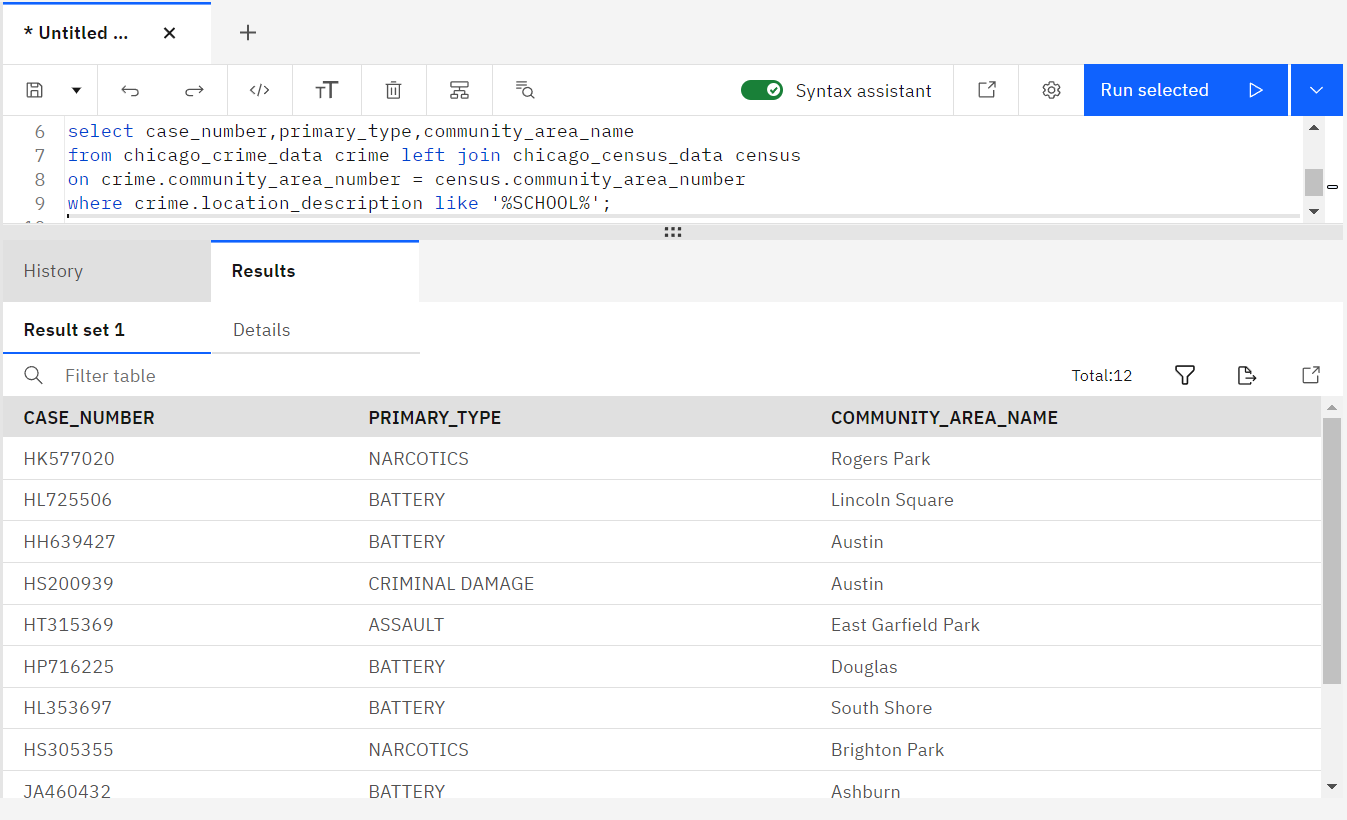 * Untitled ...
Syntax assistant
Run selected
6 select case_number,primary_type,community_area_name
7 from chicago_crime_data crime left join chicago_census_data census
8 on crime.community_area_number = census.community_area_number
9 where crime.location_description like '%SCHOOL%';
History Results
Result set 1 Details
Filter table Total:12
CASE_NUMBER PRIMARY_TYPE COMMUNITY_AREA_NAME
HK577020 NARCOTICS Rogers Park
HL725506 BATTERY Lincoln Square
HH639427 BATTERY Austin
HS200939 CRIMINAL DAMAGE Austin
HT315369 ASSAULT East Garfield Park
HP716225 BATTERY Douglas
HL353697 BATTERY South Shore
HS305355 NARCOTICS Brighton Park
JA460432 BATTERY Ashburn